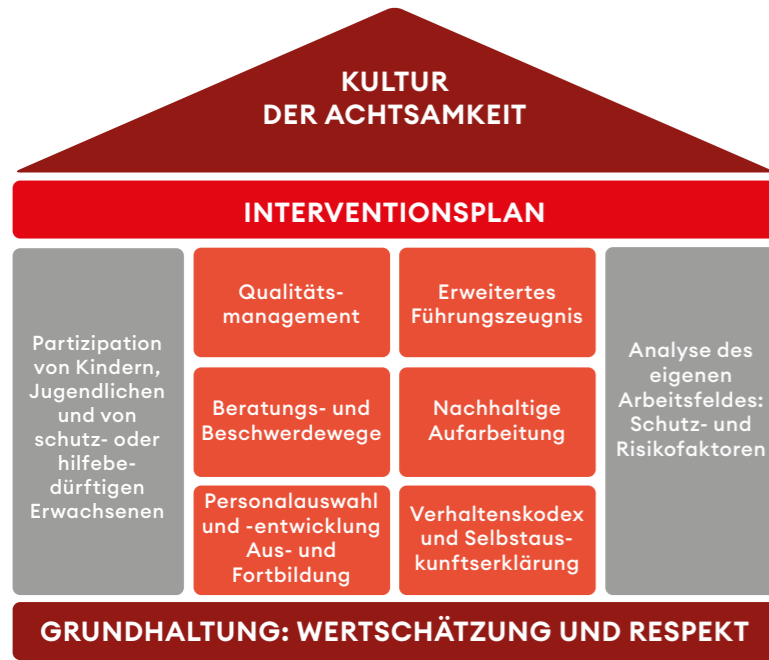 KULTUR
DER ACHTSAMKEIT
INTERVENTIONSPLAN
Partizipation
von Kindern,
Jugendlichen
und von
schutz- oder
hilfebe-
dürftigen
Erwachsenen
Qualitäts-
management
Erweitertes
Führungszeugnis
Beratungs- und
Beschwerdewege
Nachhaltige
Aufarbeitung
Personalauswahl
und -entwicklung
Aus- und
Fortbildung
Verhaltenskodex
und Selbstaus-
kunftserklärung
Analyse des
eigenen
Arbeitsfeldes:
Schutz- und
Risikofaktoren
GRUNDHALTUNG: WERTSCHÄTZUNG UND RESPEKT